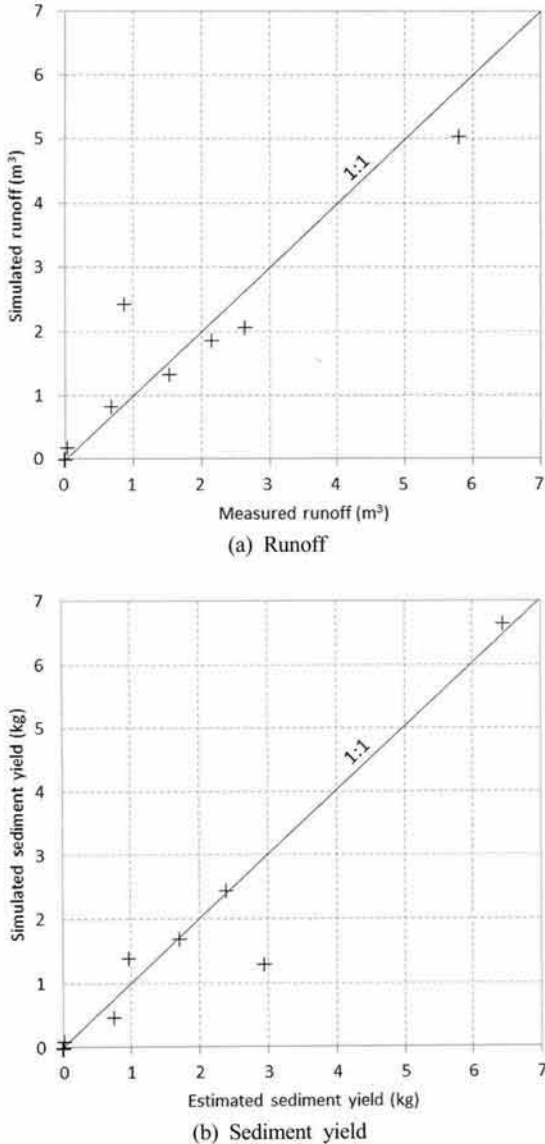 7
6
5
4
3
2
1
0
Simulated runoff (m³)
1:1
0 1 2 3 4 5 6 7
Measured runoff (m³)
(a) Runoff
7
6
5
4
3
2
1
0
Simulated sediment yield (kg)
1:1
0 1 2 3 4 5 6 7
Estimated sediment yield (kg)
(b) Sediment yield